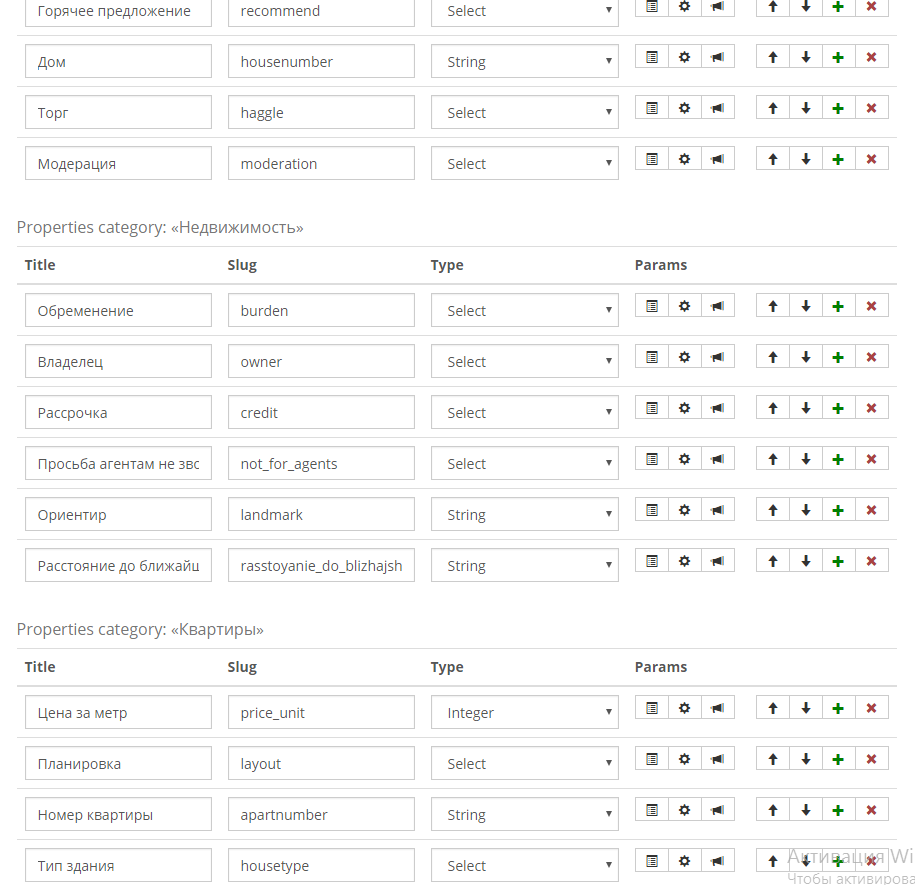 Горячее предложение recommend Select
Дом housenumber String
Торг haggle Select
Модерация moderation Select
Properties category: «Недвижимость»
Title Slug Type Params
Обременение burden Select
Владелец owner Select
Рассрочка credit Select
Просьба агентам не звс not_for_agents Select
Ориентир landmark String
Расстояние до ближайш rasstoyanie_do_blizhajsh String
Properties category: «Квартиры»
Title Slug Type Params
Цена за метр price_unit Integer
Планировка layout Select
Номер квартиры apartnumber String
Тип здания housetype Select
Активация Wi
Чтобы активирова